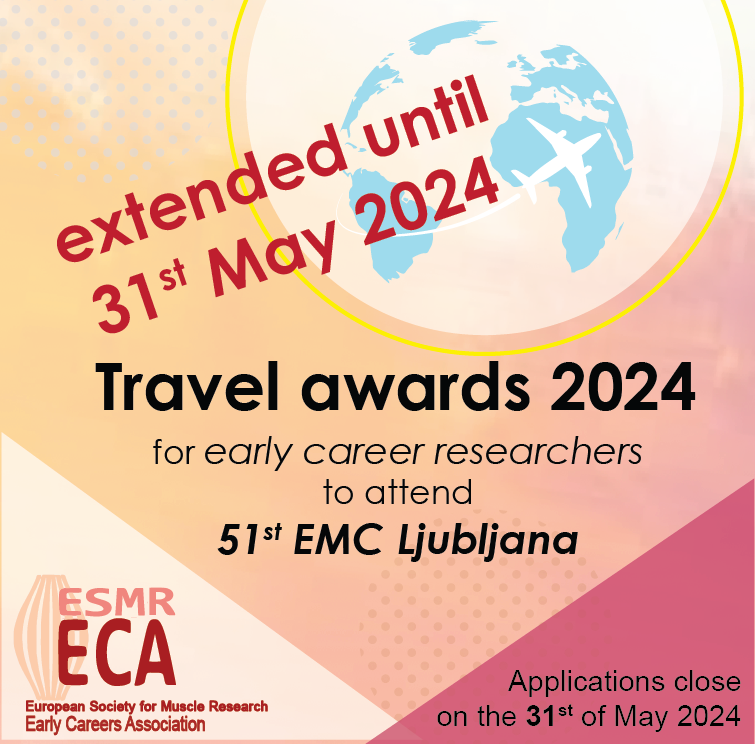 extended until
31st May 2024
Travel awards 2024
for early career researchers
to attend
51st EMC Ljubljana
ESMR
ECA
European Society for Muscle Research
Early Careers Association
Applications close
on the 31st of May 2024